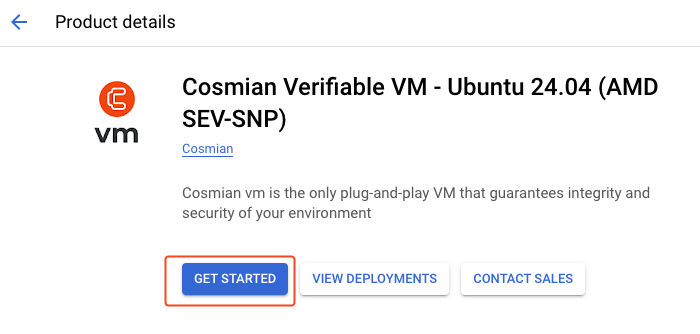 Product details
Cosmian Verifiable VM - Ubuntu 24.04 (AMD
SEV-SNP)
vm
Cosmian
Cosmian vm is the only plug-and-play VM that guarantees integrity and
security of your environment
GET STARTED
VIEW DEPLOYMENTS
CONTACT SALES